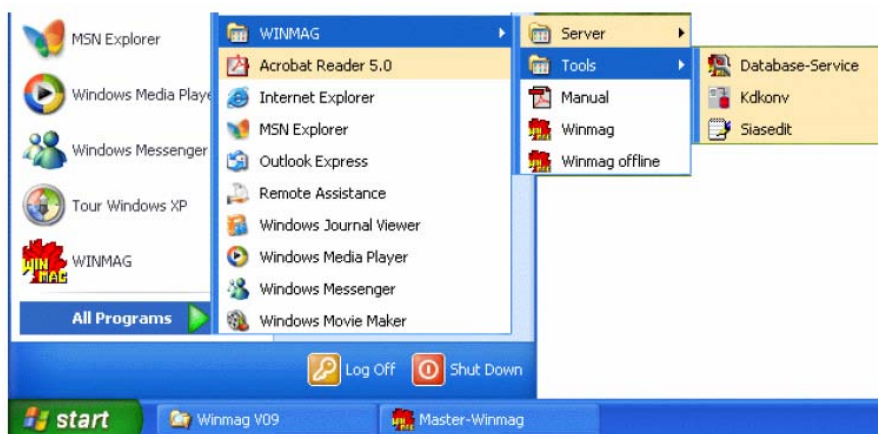 MSN Explorer
Windows Media Playe
Windows Messenger
Tour Windows XP
WINMAG
All Programs
WINMAG
Acrobat Reader 5.0
Internet Explorer
MSN Explorer
Outlook Express
Remote Assistance
Windows Journal Viewer
Windows Media Player
Windows Messenger
Windows Movie Maker
Server
Tools
Manual
Winmag
Winmag offline
Database-Service
Kdkonv
Siasedit
Log Off
Shut Down
start
Winmag V09
Master-Winmag